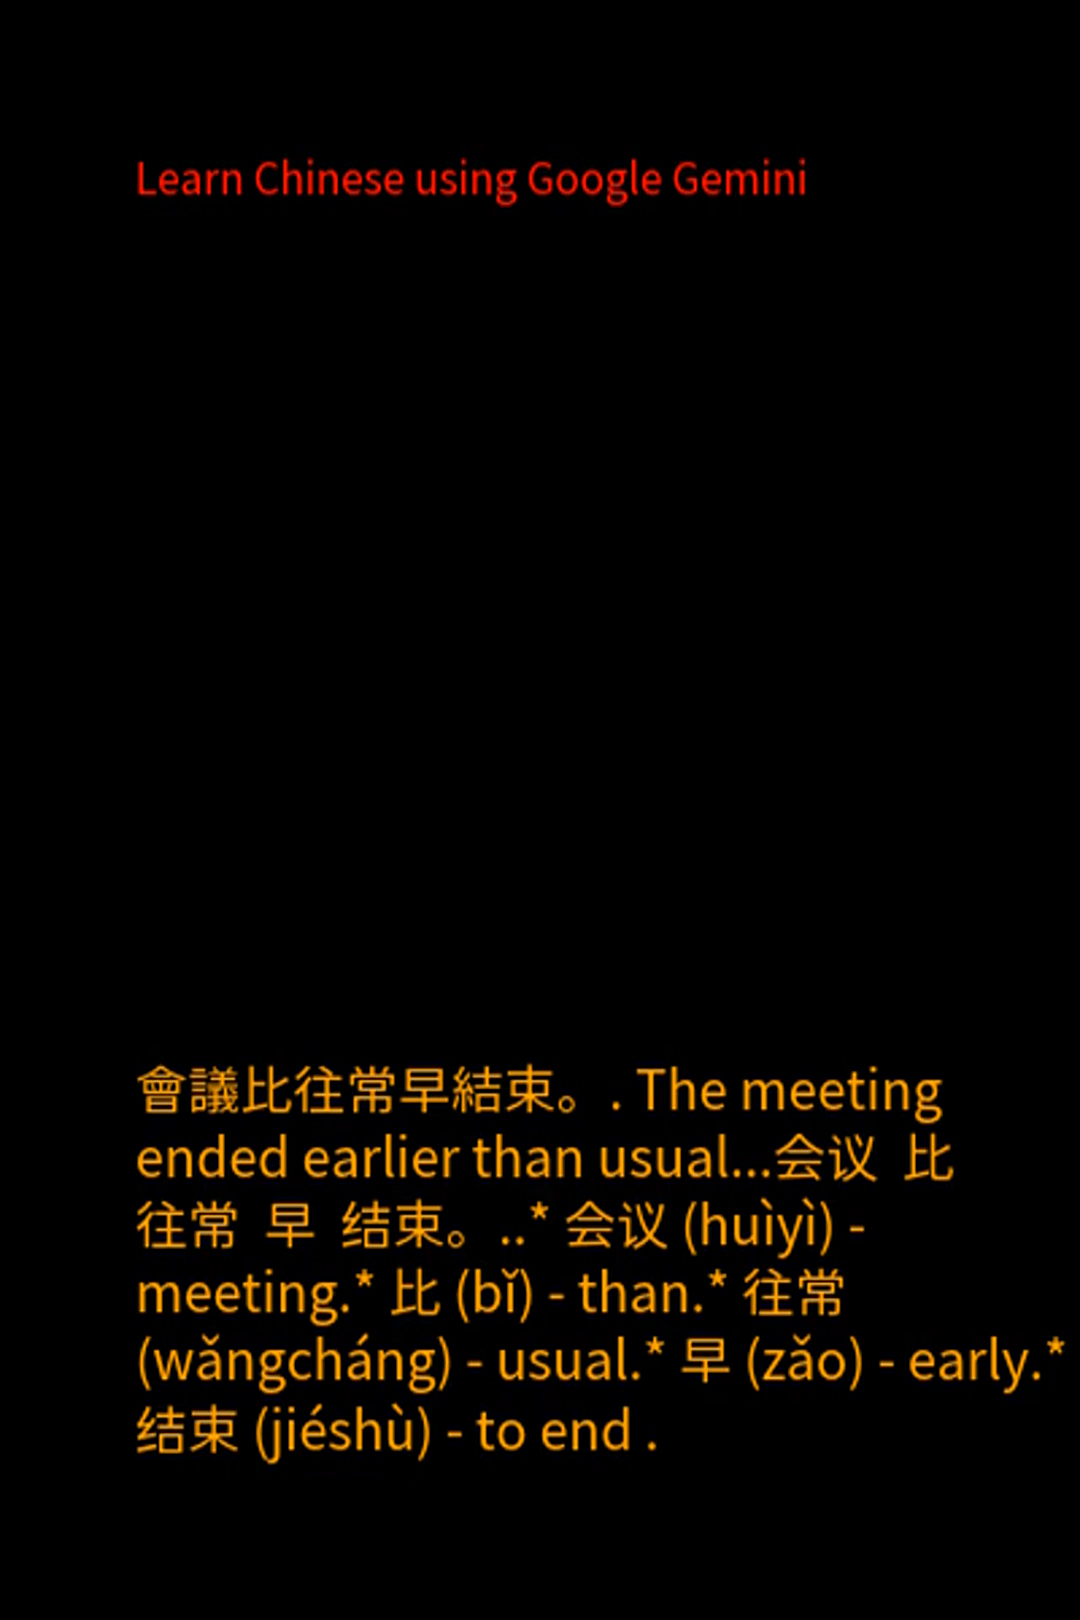 Learn Chinese using Google Gemini
會議比往常早結束。. The meeting
ended earlier than usual...会议 比
往常 早 结束。..* 会议 (huìyì) -
meeting.* 比 (bǐ) - than.* 往常
(wǎngcháng) - usual.* 早 (zǎo) - early.*
结束 (jiéshù) - to end .